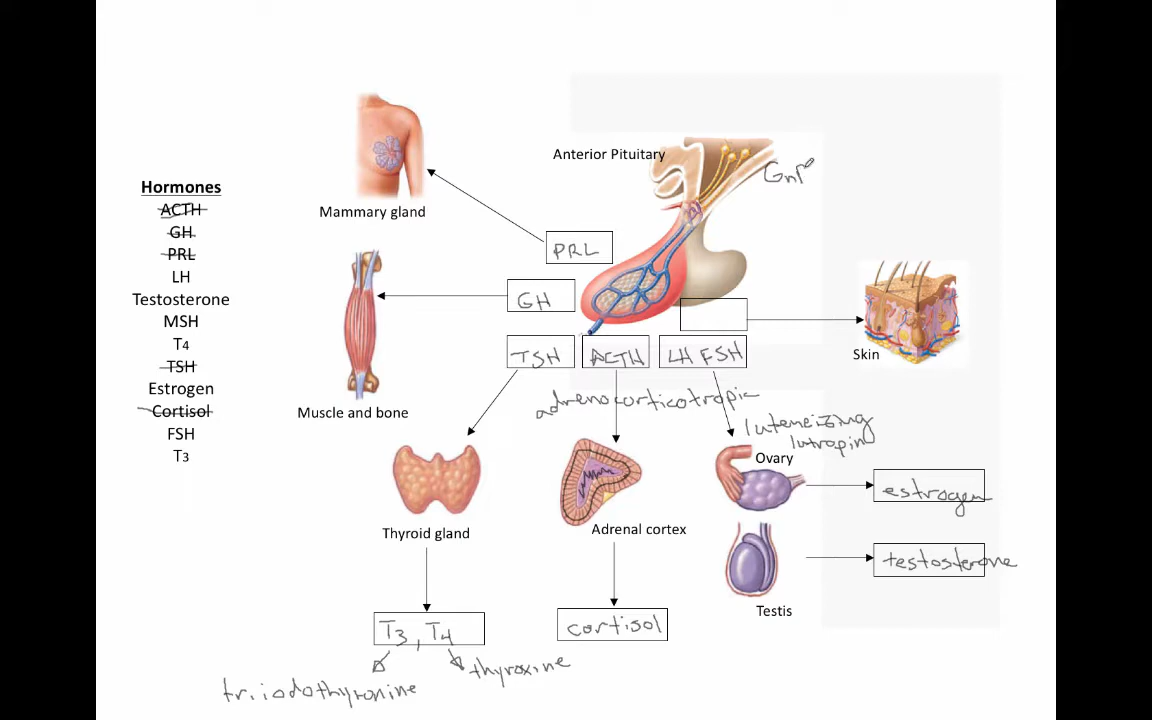 Anterior Pituitary
GnR
Hormones
ACTH
GH
PRL
LH
Testosterone
MSH
T4
TSH
Estrogen
Cortisol
FSH
T3
Mammary gland
PRL
GH
Skin
TSH
ACTH
LH FSH
adrenocorticotropic
Muscle and bone
luteneizing
lutropin
Ovary
estrogen
Thyroid gland
Adrenal cortex
testosterone
Testis
T3, T4
cortisol
thyroxine
triiodothyronine